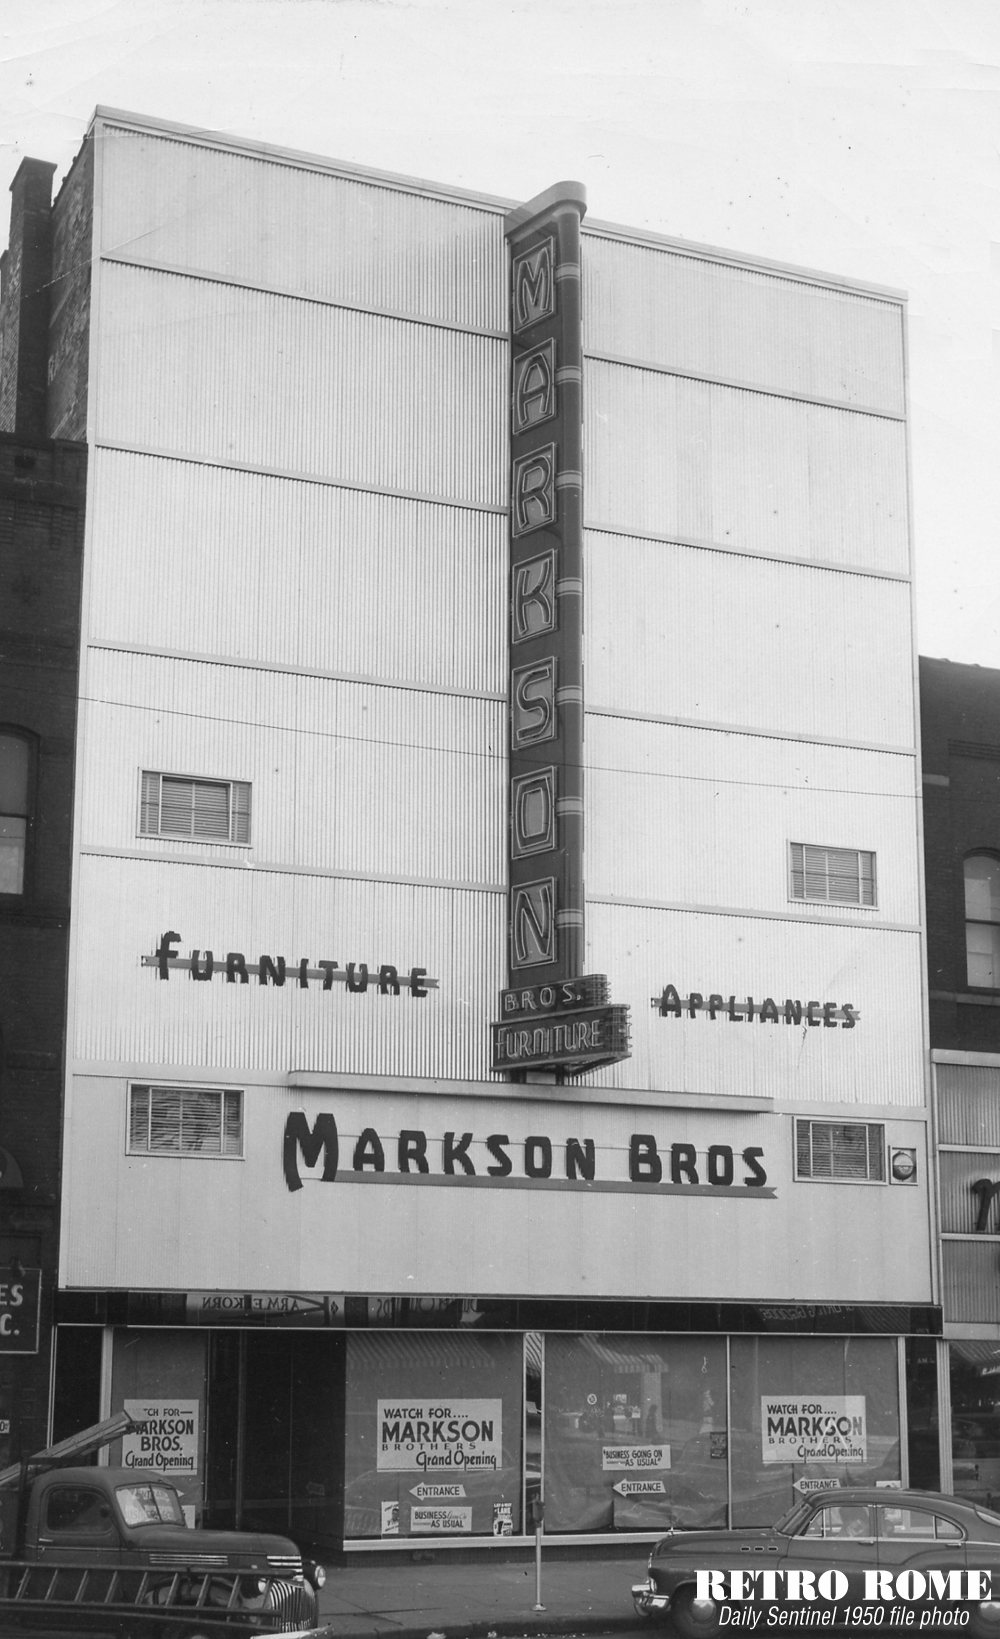 MARKSON
BROS.
FURNITURE
FURNITURE
APPLIANCES
MARKSON BROS
ES
C.
WATCH FOR....
MARKSON
BROTHERS
Grand Opening
ENTRANCE
BUSINESS
AS USUAL
MARKSON
BROS.
Grand Opening
"BUSINESS GOING ON
AS USUAL"
ENTRANCE
WATCH FOR....
MARKSON
BROTHERS
Grand Opening
ENTRANCE
RETRO ROME
Daily Sentinel 1950 file photo